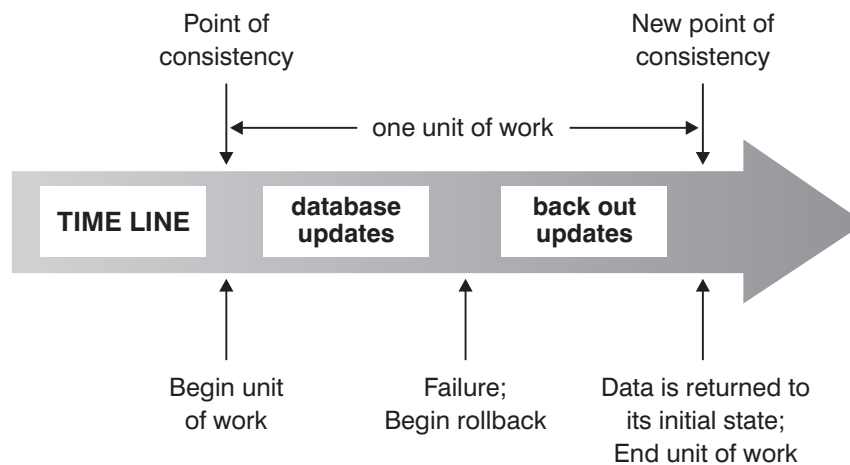 Point of
consistency
New point of
consistency
one unit of work
TIME LINE
database
updates
back out
updates
Begin unit
of work
Failure;
Begin rollback
Data is returned to
its initial state;
End unit of work